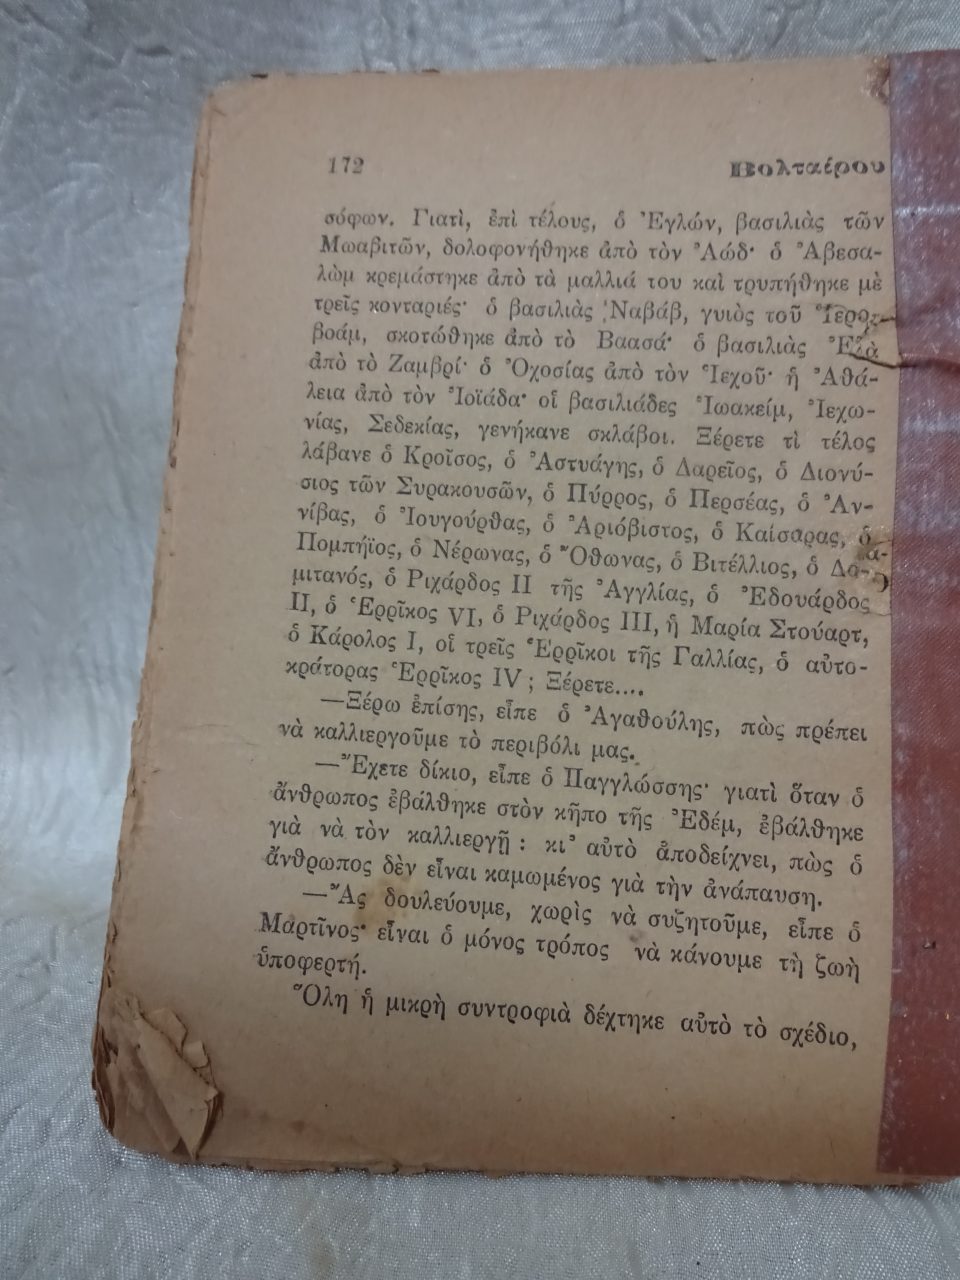 172 Βολταίρου
σόφων. Γιατὶ, ἐπὶ τέλους, ὁ Ἐγλών, βασιλιὰς τῶν
Μωαβιτῶν, δολοφονήθηκε ἀπὸ τὸν Ἀώδ· ὁ Ἀβεσα-
λὼμ κρεμάστηκε ἀπὸ τὰ μαλλιά του καὶ τρυπήθηκε μὲ
τρεῖς κονταριές· ὁ βασιλιὰς Ναβάβ, γυιὸς τοῦ Ἱερο-
βοάμ, σκοτώθηκε ἀπὸ τὸ Βαασά· ὁ βασιλιὰς Ἐλὰ
ἀπὸ τὸ Ζαμβρί· ὁ Ὀχοσίας ἀπὸ τὸν Ἰεχοῦ· ἡ Ἀθά-
λεια ἀπὸ τὸν Ἰοϊάδα· οἱ βασιλιάδες Ἰωακείμ, Ἰεχω-
νίας, Σεδεκίας, γενήκανε σκλάβοι. Ξέρετε τὶ τέλος
λάβανε ὁ Κροῖσος, ὁ Ἀστυάγης, ὁ Δαρεῖος, ὁ Διονύ-
σιος τῶν Συρακουσῶν, ὁ Πύρρος, ὁ Περσέας, ὁ Ἀν-
νίβας, ὁ Ἰουγούρθας, ὁ Ἀριόβιστος, ὁ Καίσαρας, ὁ
Πομπήϊος, ὁ Νέρωνας, ὁ Ὄθωνας, ὁ Βιτέλλιος, ὁ Δο-
μιτανός, ὁ Ριχάρδος II τῆς Ἀγγλίας, ὁ Ἐδουάρδος
II, ὁ Ἑρρῖκος VI, ὁ Ριχάρδος III, ἡ Μαρία Στούαρτ,
ὁ Κάρολος I, οἱ τρεῖς Ἑρρῖκοι τῆς Γαλλίας, ὁ αὐτο-
κράτορας Ἑρρῖκος IV ; Ξέρετε....
—Ξέρω ἐπίσης, εἶπε ὁ Ἀγαθούλης, πὼς πρέπει
νὰ καλλιεργοῦμε τὸ περιβόλι μας.
—Ἔχετε δίκιο, εἶπε ὁ Παγγλώσσης· γιατὶ ὅταν ὁ
ἄνθρωπος ἐβάλθηκε στὸν κῆπο τῆς Ἐδέμ, ἐβάλθηκε
γιὰ νὰ τὸν καλλιεργῇ : κι' αὐτὸ ἀποδείχνει, πὼς ὁ
ἄνθρωπος δὲν εἶναι καμωμένος γιὰ τὴν ἀνάπαυση.
—Ἂς δουλεύουμε, χωρὶς νὰ συζητοῦμε, εἶπε ὁ
Μαρτῖνος· εἶναι ὁ μόνος τρόπος νὰ κάνουμε τὴ ζωὴ
ὑποφερτή.
Ὅλη ἡ μικρὴ συντροφιὰ δέχτηκε αὐτὸ τὸ σχέδιο,